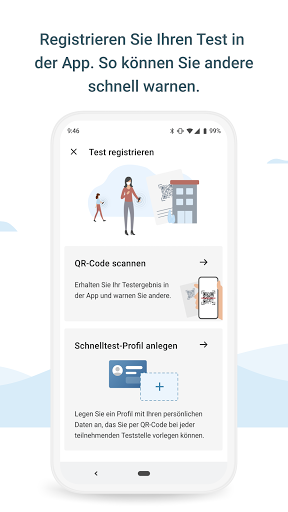 Registrieren Sie Ihren Test in
der App. So können Sie andere
schnell warnen.
9:46
99%
Test registrieren
QR-Code scannen
Erhalten Sie Ihr Testergebnis in
der App und warnen Sie andere.
Schnelltest-Profil anlegen
Legen Sie ein Profil mit Ihren persönlichen
Daten an, das Sie per QR-Code bei jeder
teilnehmenden Teststelle vorlegen können.